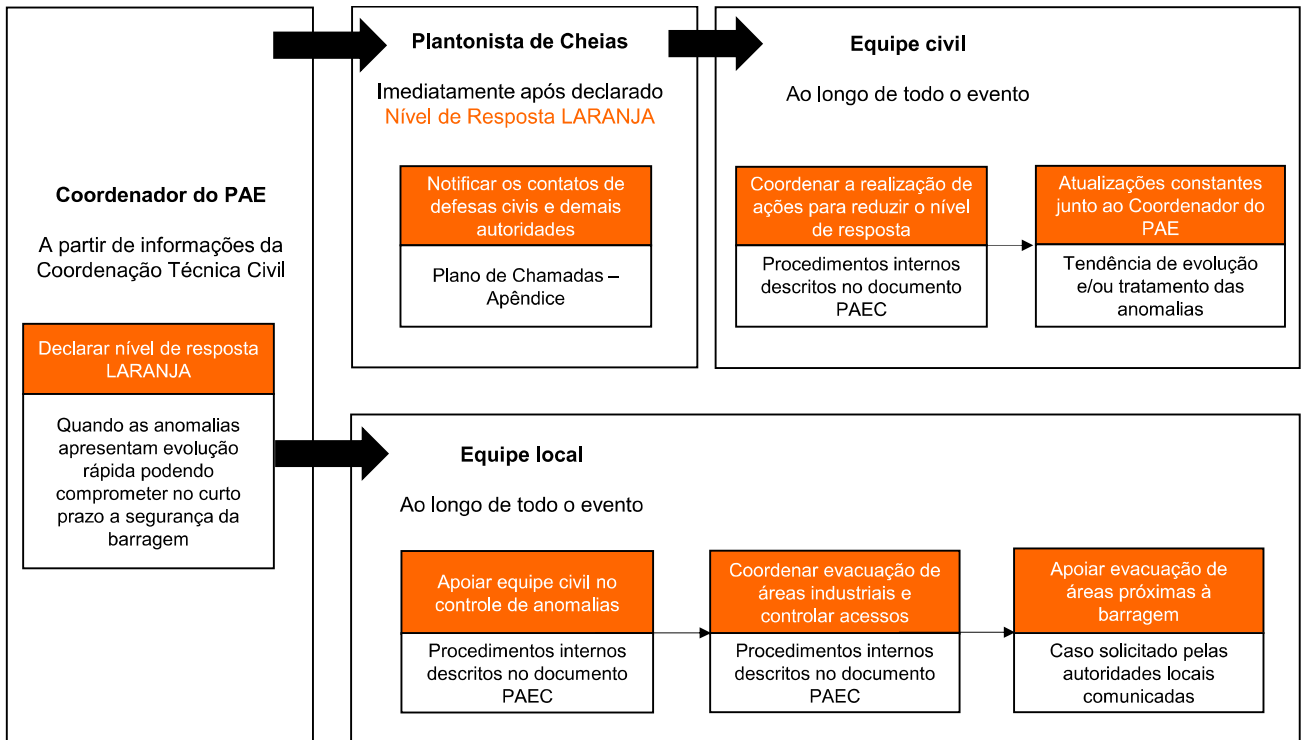 Coordenador do PAE
A partir de informações da
Coordenação Técnica Civil
Declarar nível de resposta
LARANJA
Quando as anomalias
apresentam evolução
rápida podendo
comprometer no curto
prazo a segurança da
barragem
Plantonista de Cheias
Imediatamente após declarado
Nível de Resposta LARANJA
Notificar os contatos de
defesas civis e demais
autoridades
Plano de Chamadas –
Apêndice
Equipe civil
Ao longo de todo o evento
Coordenar a realização de
ações para reduzir o nível
de resposta
Procedimentos internos
descritos no documento
PAEC
Atualizações constantes
junto ao Coordenador do
PAE
Tendência de evolução
e/ou tratamento das
anomalias
Equipe local
Ao longo de todo o evento
Apoiar equipe civil no
controle de anomalias
Procedimentos internos
descritos no documento
PAEC
Coordenar evacuação de
áreas industriais e
controlar acessos
Procedimentos internos
descritos no documento
PAEC
Apoiar evacuação de
áreas próximas à
barragem
Caso solicitado pelas
autoridades locais
comunicadas